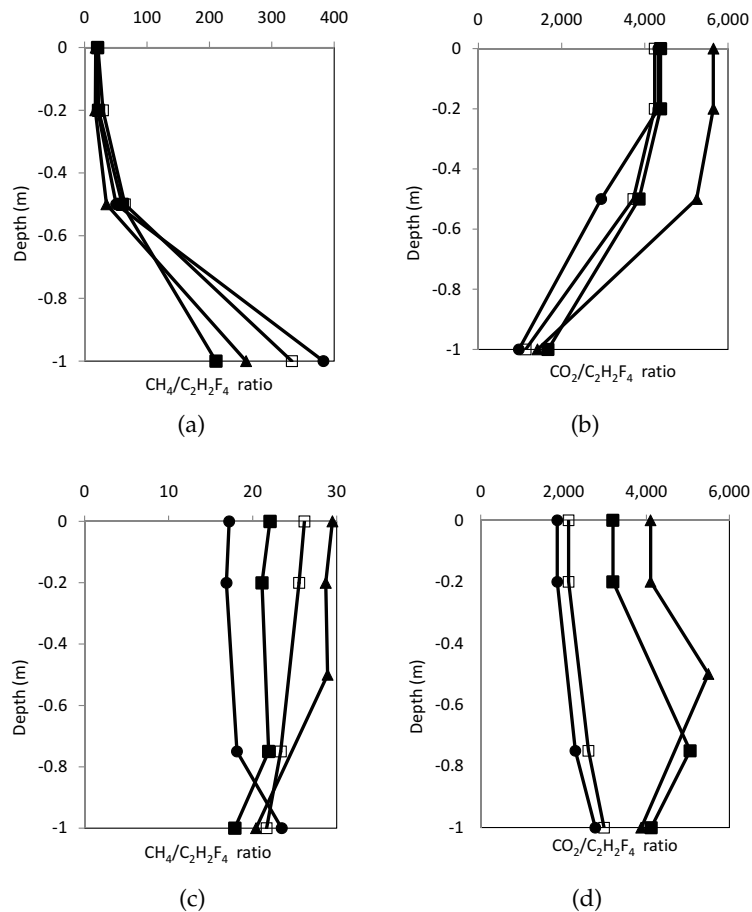 0 100 200 300 400
0
-0.2
-0.4
-0.6
-0.8
-1
Depth (m)
CH₄/C₂H₂F₄ ratio
(a)
0 2,000 4,000 6,000
0
-0.2
-0.4
-0.6
-0.8
-1
Depth (m)
CO₂/C₂H₂F₄ ratio
(b)
0 10 20 30
0
-0.2
-0.4
-0.6
-0.8
-1
Depth (m)
CH₄/C₂H₂F₄ ratio
(c)
0 2,000 4,000 6,000
0
-0.2
-0.4
-0.6
-0.8
-1
Depth (m)
CO₂/C₂H₂F₄ ratio
(d)